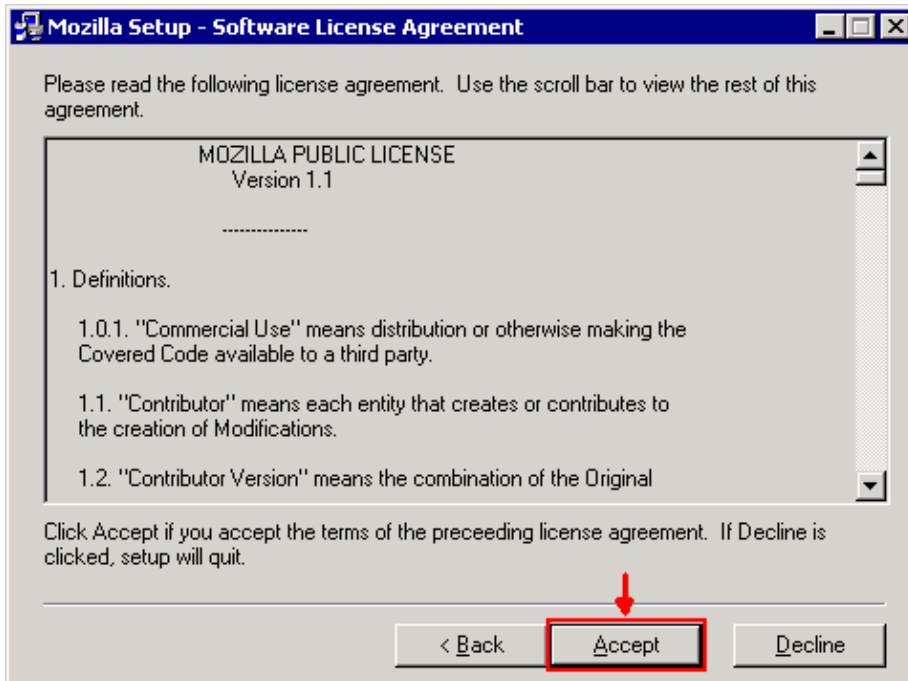 Mozilla Setup - Software License Agreement
Please read the following license agreement. Use the scroll bar to view the rest of this
agreement.
MOZILLA PUBLIC LICENSE
Version 1.1
---------------
1. Definitions.
1.0.1. "Commercial Use" means distribution or otherwise making the
Covered Code available to a third party.
1.1. "Contributor" means each entity that creates or contributes to
the creation of Modifications.
1.2. "Contributor Version" means the combination of the Original
Click Accept if you accept the terms of the preceeding license agreement. If Decline is
clicked, setup will quit.
< Back Accept Decline